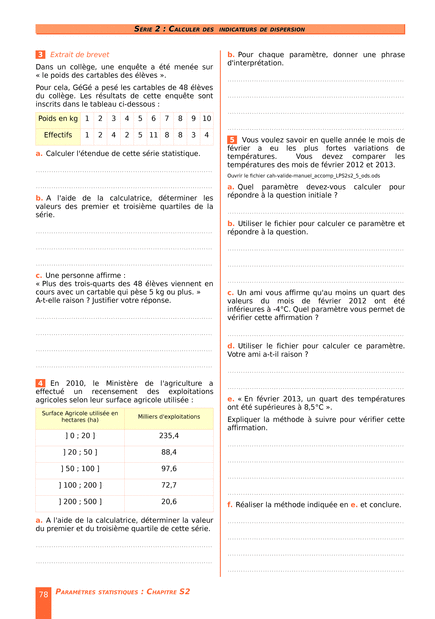 SÉRIE 2 : CALCULER DES INDICATEURS DE DISPERSION
3 Extrait de brevet
Dans un collège, une enquête a été menée sur
« le poids des cartables des élèves ».
Pour cela, GéGé a pesé les cartables de 48 élèves
du collège. Les résultats de cette enquête sont
inscrits dans le tableau ci-dessous :
Poids en kg 1 2 3 4 5 6 7 8 9 10
Effectifs 1 2 4 2 5 11 8 8 3 4
a. Calculer l'étendue de cette série statistique.
b. A l'aide de la calculatrice, déterminer les
valeurs des premier et troisième quartiles de la
série.
c. Une personne affirme :
« Plus des trois-quarts des 48 élèves viennent en
cours avec un cartable qui pèse 5 kg ou plus. »
A-t-elle raison ? Justifier votre réponse.
4 En 2010, le Ministère de l'agriculture a
effectué un recensement des exploitations
agricoles selon leur surface agricole utilisée :
Surface Agricole utilisée en
hectares (ha)
Milliers d'exploitations
] 0 ; 20 ] 235,4
] 20 ; 50 ] 88,4
] 50 ; 100 ] 97,6
] 100 ; 200 ] 72,7
] 200 ; 500 ] 20,6
a. A l'aide de la calculatrice, déterminer la valeur
du premier et du troisième quartile de cette série.
b. Pour chaque paramètre, donner une phrase
d'interprétation.
5 Vous voulez savoir en quelle année le mois de
février a eu les plus fortes variations de
températures. Vous devez comparer les
températures des mois de février 2012 et 2013.
Ouvrir le fichier cah-valide-manuel_accomp_LPS2s2_5_ods.ods
a. Quel paramètre devez-vous calculer pour
répondre à la question initiale ?
b. Utiliser le fichier pour calculer ce paramètre et
répondre à la question.
c. Un ami vous affirme qu'au moins un quart des
valeurs du mois de février 2012 ont été
inférieures à -4°C. Quel paramètre vous permet de
vérifier cette affirmation ?
d. Utiliser le fichier pour calculer ce paramètre.
Votre ami a-t-il raison ?
e. « En février 2013, un quart des températures
ont été supérieures à 8,5°C ».
Expliquer la méthode à suivre pour vérifier cette
affirmation.
f. Réaliser la méthode indiquée en e. et conclure.
78 PARAMÈTRES STATISTIQUES : CHAPITRE S2